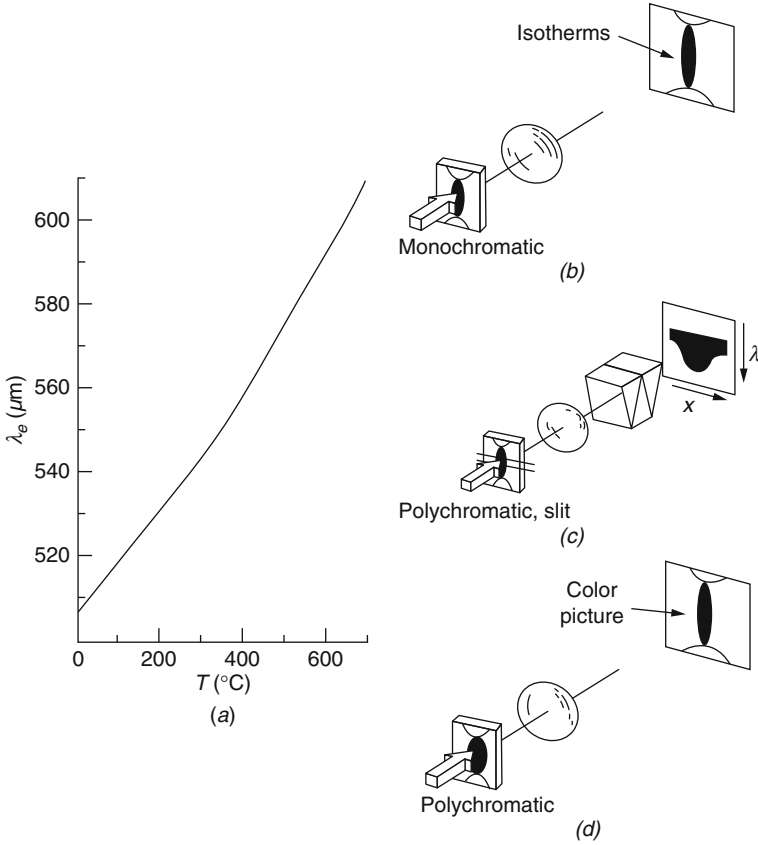 600
580
560
540
520
λe (μm)
0
200
400
600
T (°C)
(a)
Isotherms
Monochromatic
(b)
λ
x
Polychromatic, slit
(c)
Color
picture
Polychromatic
(d)